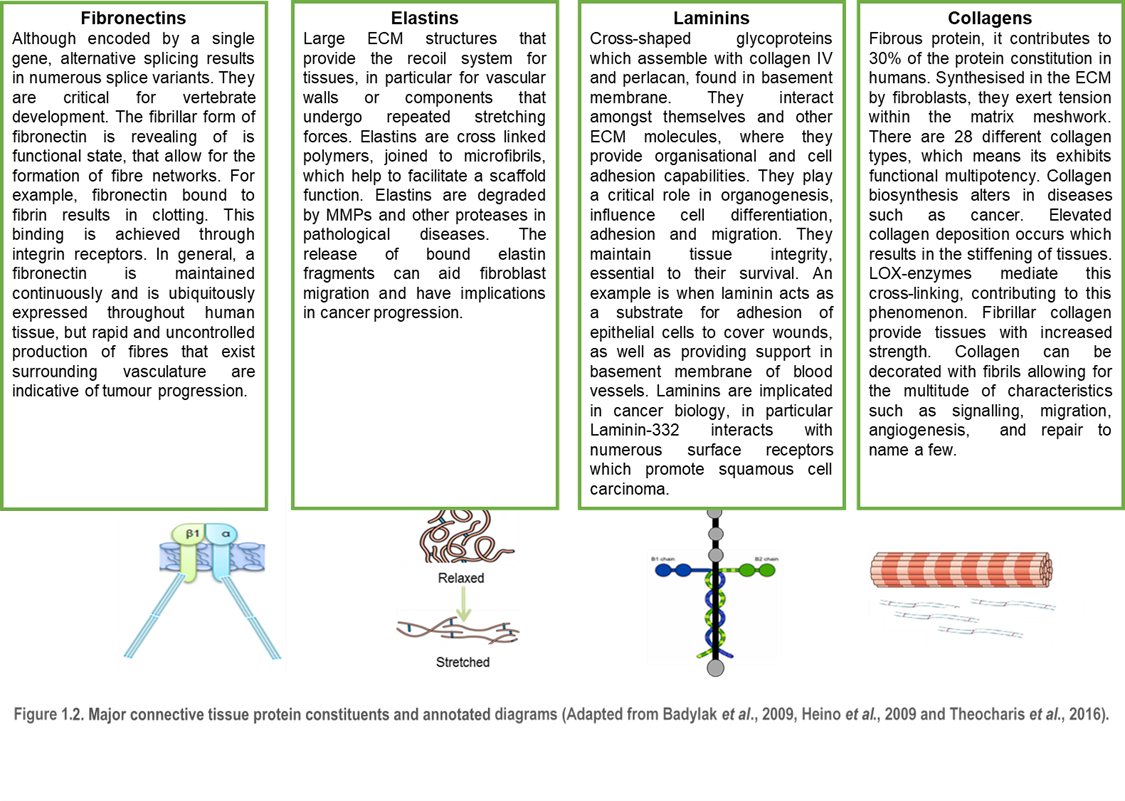 Fibronectins
Although encoded by a single
gene, alternative splicing results
in numerous splice variants. They
are critical for vertebrate
development. The fibrillar form of
fibronectin is revealing of is
functional state, that allow for the
formation of fibre networks. For
example, fibronectin bound to
fibrin results in clotting. This
binding is achieved through
integrin receptors. In general, a
fibronectin is maintained
continuously and is ubiquitously
expressed throughout human
tissue, but rapid and uncontrolled
production of fibres that exist
surrounding vasculature are
indicative of tumour progression.
Elastins
Large ECM structures that
provide the recoil system for
tissues, in particular for vascular
walls or components that
undergo repeated stretching
forces. Elastins are cross linked
polymers, joined to microfibrils,
which help to facilitate a scaffold
function. Elastins are degraded
by MMPs and other proteases in
pathological diseases. The
release of bound elastin
fragments can aid fibroblast
migration and have implications
in cancer progression.
Laminins
Cross-shaped glycoproteins
which assemble with collagen IV
and perlacan, found in basement
membrane. They interact
amongst themselves and other
ECM molecules, where they
provide organisational and cell
adhesion capabilities. They play
a critical role in organogenesis,
influence cell differentiation,
adhesion and migration. They
maintain tissue integrity,
essential to their survival. An
example is when laminin acts as
a substrate for adhesion of
epithelial cells to cover wounds,
as well as providing support in
basement membrane of blood
vessels. Laminins are implicated
in cancer biology, in particular
Laminin-332 interacts with
numerous surface receptors
which promote squamous cell
carcinoma.
Collagens
Fibrous protein, it contributes to
30% of the protein constitution in
humans. Synthesised in the ECM
by fibroblasts, they exert tension
within the matrix meshwork.
There are 28 different collagen
types, which means its exhibits
functional multipotency. Collagen
biosynthesis alters in diseases
such as cancer. Elevated
collagen deposition occurs which
results in the stiffening of tissues.
LOX-enzymes mediate this
cross-linking, contributing to this
phenomenon. Fibrillar collagen
provide tissues with increased
strength. Collagen can be
decorated with fibrils allowing for
the multitude of characteristics
such as signalling, migration,
angiogenesis, and repair to
name a few.
β1 α
Relaxed
Stretched
B1 chain
B2 chain
Figure 1.2. Major connective tissue protein constituents and annotated diagrams (Adapted from Badylak et al., 2009, Heino et al., 2009 and Theocharis et al., 2016).